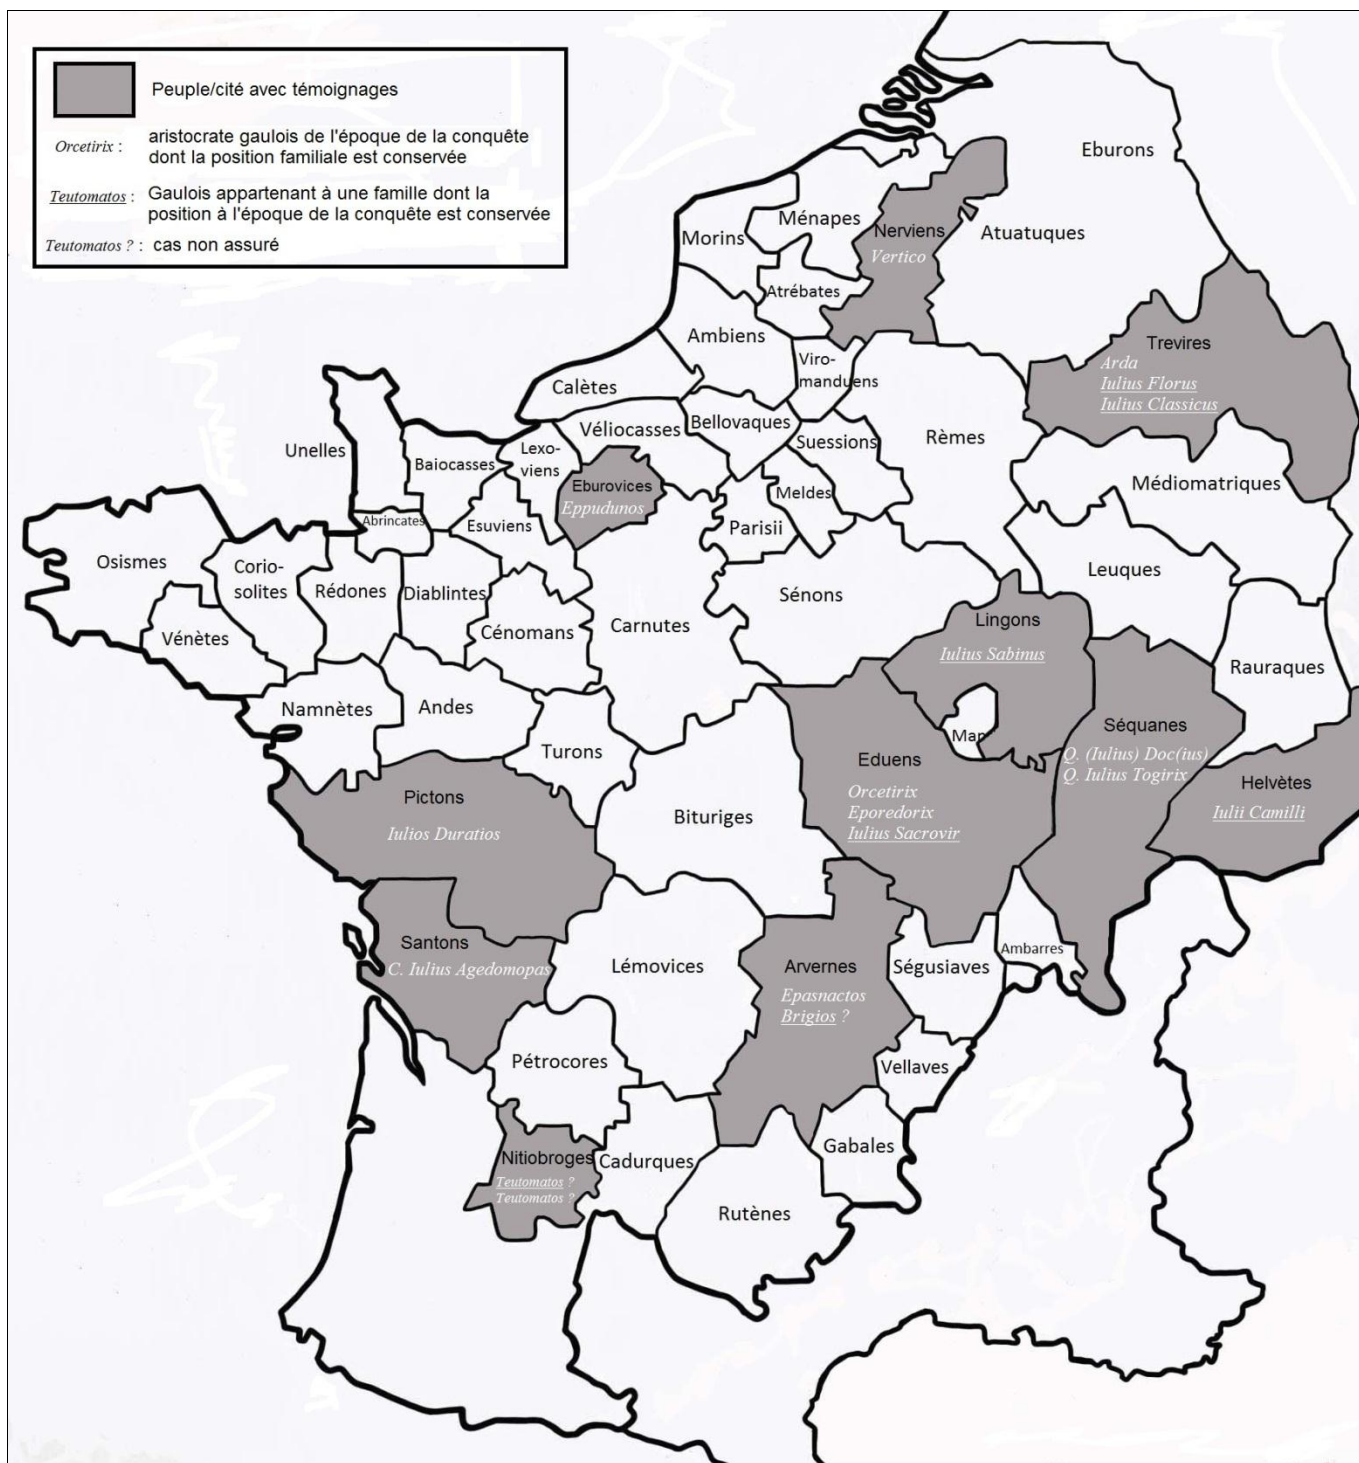 Peuple/cité avec témoignages
Orcetirix :
aristocrate gaulois de l'époque de la conquête
dont la position familiale est conservée
Teutomatos :
Gaulois appartenant à une famille dont la
position à l'époque de la conquête est conservée
Teutomatos ? : cas non assuré
Eburons
Ménapes
Morins
Nerviens
Vertico
Atuatuques
Atrébates
Ambiens
Viro-
manduens
Trevires
Arda
Iulius Florus
Iulius Classicus
Calètes
Véliocasses
Bellovaques
Suessions
Rèmes
Unelles
Baiocasses
Lexo-
viens
Eburovices
Eppudunos
Meldes
Parisii
Médiomatriques
Abrincates
Esuviens
Osismes
Corio-
solites
Rédones
Diablintes
Cénomans
Carnutes
Sénons
Leuques
Vénètes
Lingons
Iulius Sabinus
Rauraques
Namnètes
Andes
Turons
Man
Séquanes
Q. (Iulius) Doc(ius)
Q. Iulius Togirix
Eduens
Orcetirix
Eporedorix
Iulius Sacrovir
Helvètes
Iulii Camilli
Pictons
Iulios Duratios
Bituriges
Santons
C. Iulius Agedomopas
Lémovices
Arvernes
Epasnactos
Brigios ?
Ségusiaves
Ambarres
Pétrocores
Vellaves
Nitiobroges
Teutomatos ?
Teutomatos ?
Cadurques
Gabales
Rutènes